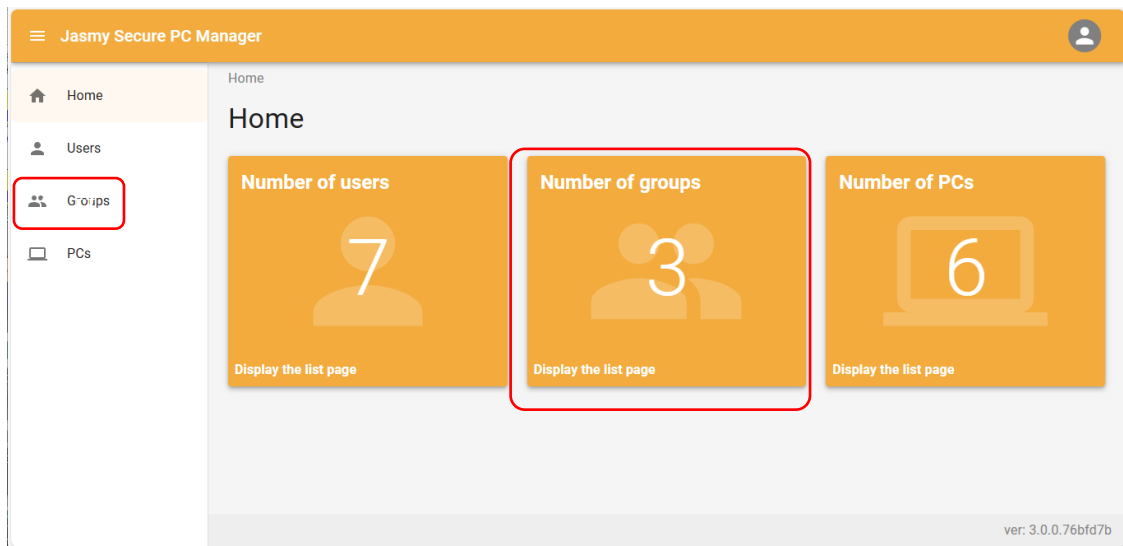 Jasmy Secure PC Manager
Home
Users
Groups
PCs
Home
Home
Number of users
7
Display the list page
Number of groups
3
Display the list page
Number of PCs
6
Display the list page
ver: 3.0.0.76bfd7b